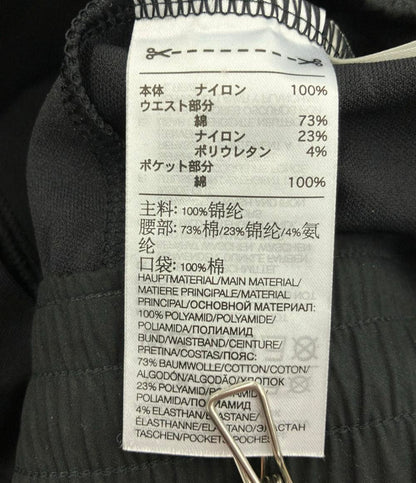 本体 ナイロン 100%
ウエスト部分
綿 73%
ナイロン 23%
ポリウレタン 4%
ポケット部分
綿 100%
主料: 100%锦纶
腰部: 73%棉/23%锦纶/4%氨
纶
口袋: 100%棉
HAUPTMATERIAL/MAIN MATERIAL/
MATIERE PRINCIPALE/MATERIAL
PRINCIPAL/ОСНОВНОЙ МАТЕРИАЛ:
100% POLYAMID/POLYAMIDE/
POLIAMIDA/ПОЛИАМИД
BUND/WAISTBAND/CEINTURE/
PRETINA/COSTAS/ПОЯС:
73% BAUMWOLLE/COTTON/COTON/
ALGODÓN/ALGODÃO/ХЛОПОК
23% POLYAMID/POLYAMIDE/
POLIAMIDA/ПОЛИАМИД
4% ELASTHAN/ELASTANE/
ÉLASTHANNE/ELASTANO/ЭЛАСТАН
TASCHEN/POCKETS/POCHES/